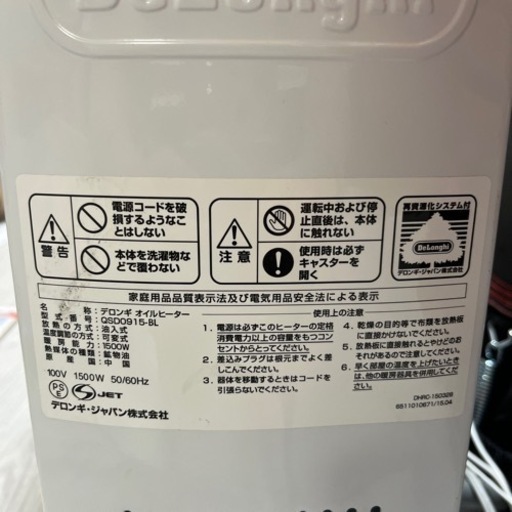 DeLonghi
警告
電源コードを破
損するようなこ
とはしない
本体を洗濯物な
どで覆わない
注意
運転中および停
止直後は、本体
に触れない
使用時は必ず
キャスターを
開く
再資源化システム付
DeLonghi
デロンギ・ジャパン株式会社
家庭用品品質表示法及び電気用品安全法による表示
名 称:デロンギ オイルヒーター
型 式 番 号:QSD0915-BL
放 熱 の 方 式:油入式
温度調節の方式:可変式
定 格 消 費 電 力:1500W
熱媒体の種類:鉱物油
原 産 国:中国
100V 1500W 50/60Hz
PS
E
S JET
デロンギ・ジャパン株式会社
使用上の注意
1. 電源は必ずこのヒーターの定格
消費電力以上の容量をもつコン
セントからとってください。
2. 差込みプラグは根元までよく差
しこんでください。
3. 器体を移動するときはコードを
引張らないでください。
4. 乾燥の目的等で布類を放熱板
に直接かけないでください。
5. 放熱板に直接触れるとやけどのお
それがあるので注意してください。
6. 早く部屋の温度を上げたいときは、
他の暖房器具を併用してください。
DHRC-150328
6511010871/15.04